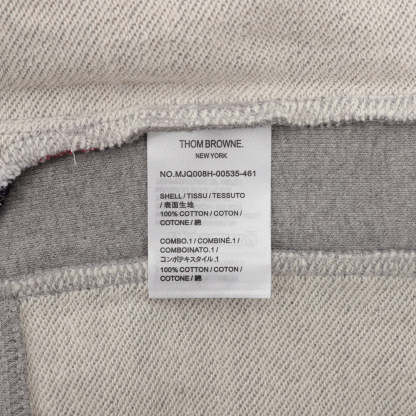 THOM BROWNE.
NEW YORK
NO.MJQ008H-00535-461
SHELL / TISSU / TESSUTO
/ 表面生地
100% COTTON / COTON /
COTONE / 綿
COMBO.1 / COMBINÉ.1 /
COMBOINATO.1 /
コンボテキスタイル.1
100% COTTON / COTON /
COTONE / 綿